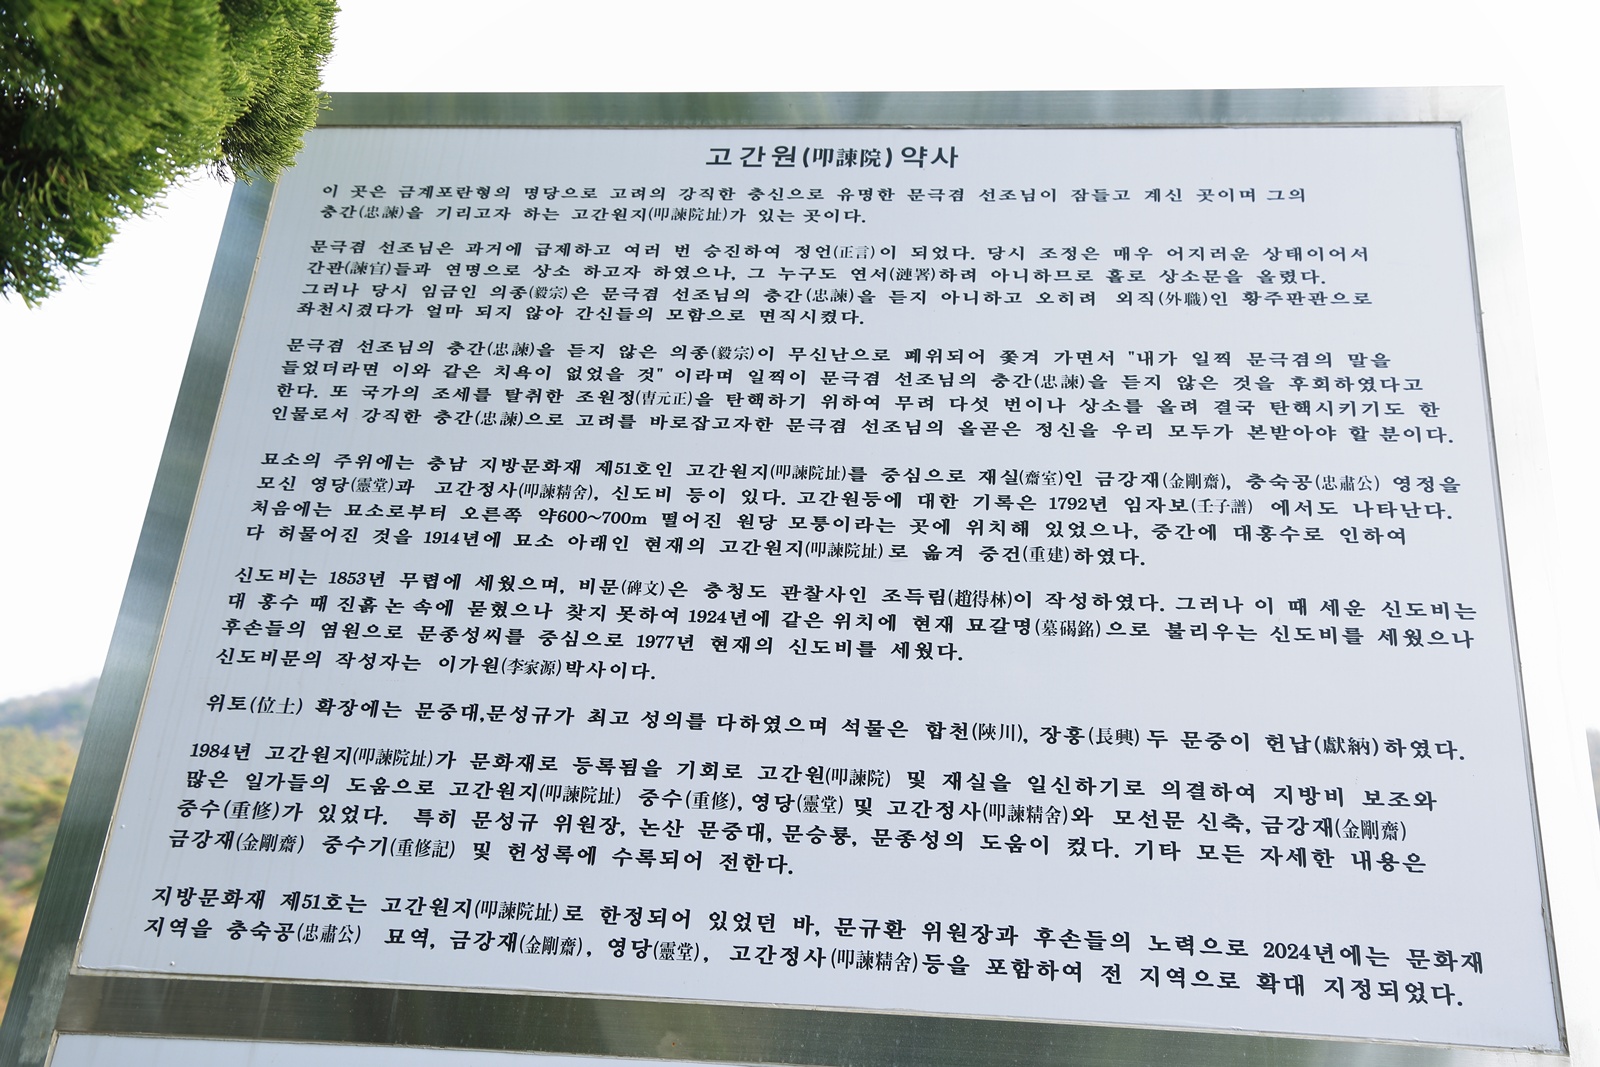 고간원(叩諫院)약사
이 곳은 금계포란형의 명당으로 고려의 강직한 충신으로 유명한 문극겸 선조님이 잠들고 계신 곳이며 그의
충간(忠諫)을 기리고자 하는 고간원지(叩諫院址)가 있는 곳이다.
문극겸 선조님은 과거에 급제하고 여러 번 승진하여 정언(正言)이 되었다. 당시 조정은 매우 어지러운 상태이어서
간관(諫官)들과 연명으로 상소 하고자 하였으나, 그 누구도 연서(漣署)하려 아니하므로 홀로 상소문을 올렸다.
그러나 당시 임금인 의종(毅宗)은 문극겸 선조님의 충간(忠諫)을 듣지 아니하고 오히려 외직(外職)인 황주판관으로
좌천시켰다가 얼마 되지 않아 간신들의 모함으로 면직시켰다.
문극겸 선조님의 충간(忠諫)을 듣지 않은 의종(毅宗)이 무신난으로 폐위되어 쫓겨 가면서 "내가 일찍 문극겸의 말을
들었더라면 이와 같은 치욕이 없었을 것" 이라며 일찍이 문극겸 선조님의 충간(忠諫)을 듣지 않은 것을 후회하였다고
한다. 또 국가의 조세를 탈취한 조원정(曺元正)을 탄핵하기 위하여 무려 다섯 번이나 상소를 올려 결국 탄핵시키기도 한
인물로서 강직한 충간(忠諫)으로 고려를 바로잡고자한 문극겸 선조님의 올곧은 정신을 우리 모두가 본받아야 할 분이다.
묘소의 주위에는 충남 지방문화재 제51호인 고간원지(叩諫院址)를 중심으로 재실(齋室)인 금강재(金剛齋), 충숙공(忠肅公) 영정을
모신 영당(靈堂)과 고간정사(叩諫精舍), 신도비 등이 있다. 고간원등에 대한 기록은 1792년 임자보(壬子譜) 에서도 나타난다.
처음에는 묘소로부터 오른쪽 약600~700m 떨어진 원당 모퉁이라는 곳에 위치해 있었으나, 중간에 대홍수로 인하여
다 허물어진 것을 1914년에 묘소 아래인 현재의 고간원지(叩諫院址)로 옮겨 중건(重建)하였다.
신도비는 1853년 무렵에 세웠으며, 비문(碑文)은 충청도 관찰사인 조득림(趙得林)이 작성하였다. 그러나 이 때 세운 신도비는
대 홍수 때 진흙 논 속에 묻혔으나 찾지 못하여 1924년에 같은 위치에 현재 묘갈명(墓碣銘)으로 불리우는 신도비를 세웠으나
후손들의 염원으로 문종성씨를 중심으로 1977년 현재의 신도비를 세웠다.
신도비문의 작성자는 이가원(李家源)박사이다.
위토(位土) 확장에는 문중대,문성규가 최고 성의를 다하였으며 석물은 합천(陜川), 장흥(長興)두 문중이 헌납(獻納)하였다.
1984년 고간원지(叩諫院址)가 문화재로 등록됨을 기회로 고간원(叩諫院) 및 재실을 일신하기로 의결하여 지방비 보조와
많은 일가들의 도움으로 고간원지(叩諫院址) 중수(重修), 영당(靈堂) 및 고간정사(叩諫精舍)와 모선문 신축, 금강재(金剛齋)
중수(重修)가 있었다. 특히 문성규 위원장, 논산 문중대, 문승룡, 문종성의 도움이 컸다. 기타 모든 자세한 내용은
금강재(金剛齋) 중수기(重修記) 및 헌성록에 수록되어 전한다.
지방문화재 제51호는 고간원지(叩諫院址)로 한정되어 있었던 바, 문규환 위원장과 후손들의 노력으로 2024년에는 문화재
지역을 충숙공(忠肅公) 묘역, 금강재(金剛齋), 영당(靈堂), 고간정사(叩諫精舍)등을 포함하여 전 지역으로 확대 지정되었다.